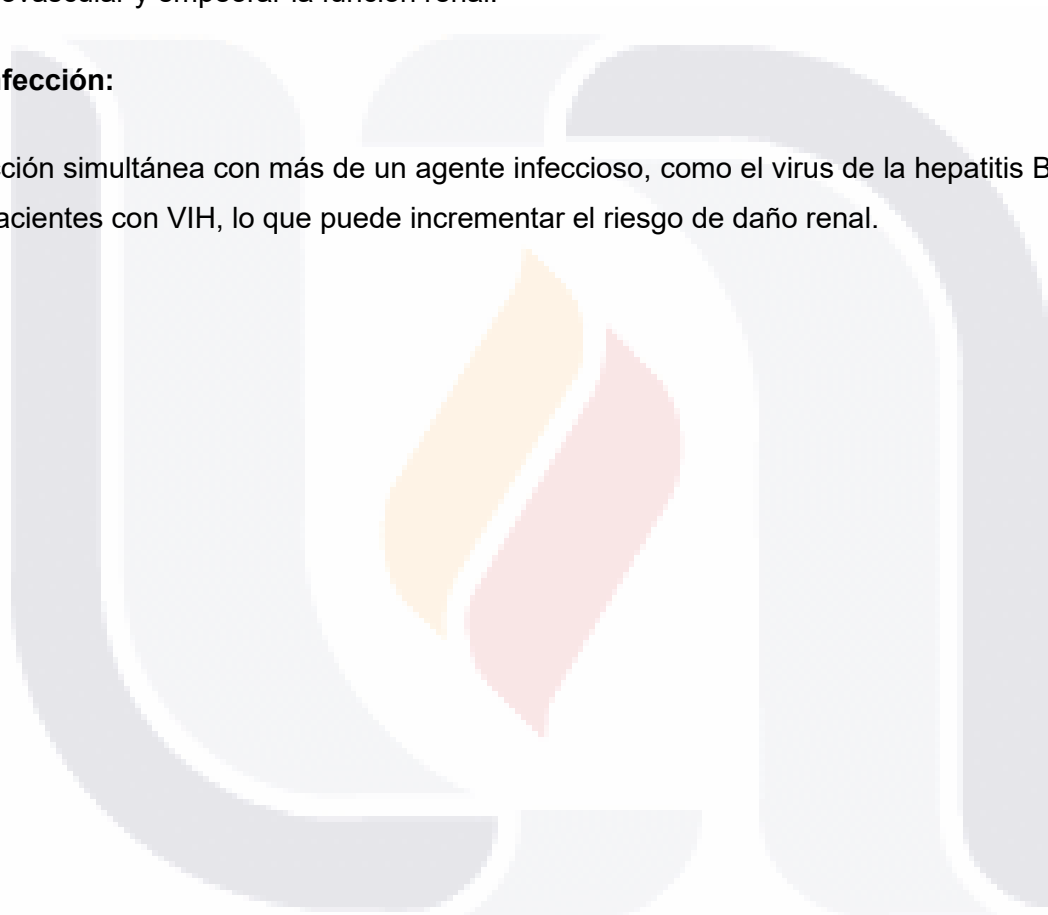 y empeorar la función renal.
fección:
ción simultánea con más de un agente infeccioso, como el virus de la hepatitis B
acientes con VIH, lo que puede incrementar el riesgo de daño renal.